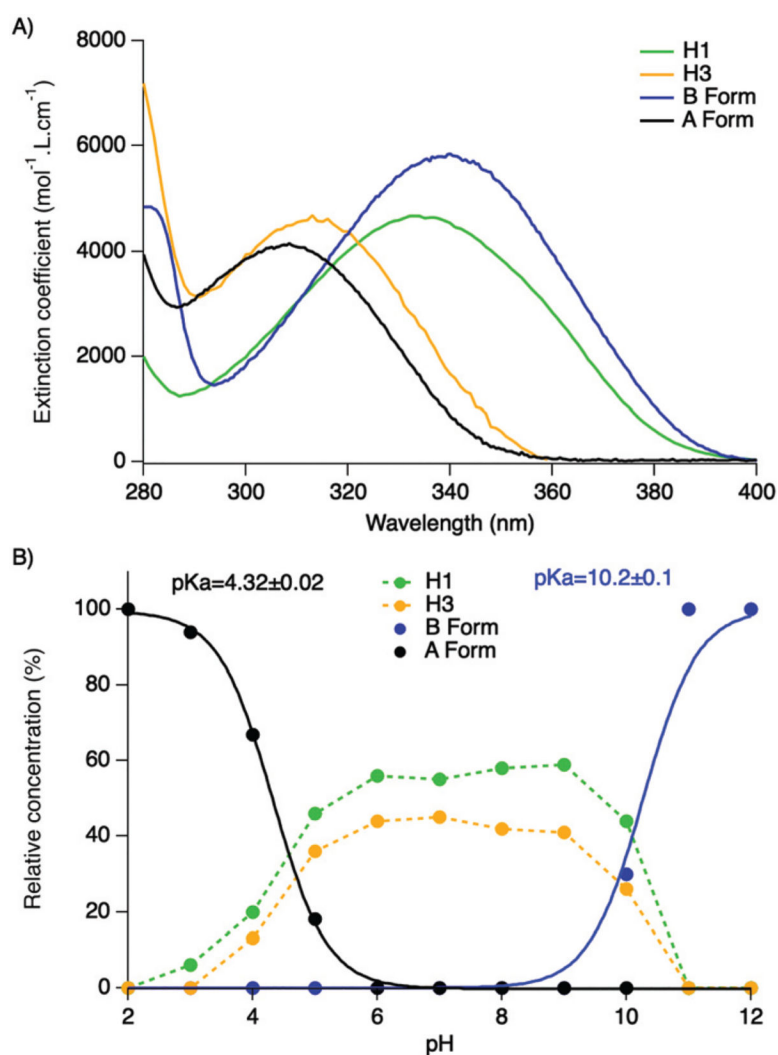 A)
8000
6000
4000
2000
0
Extinction coefficient (mol⁻¹.L.cm⁻¹)
H1
H3
B Form
A Form
280 300 320 340 360 380 400
Wavelength (nm)
B)
pKa=4.32±0.02
pKa=10.2±0.1
H1
H3
B Form
A Form
100
80
60
40
20
0
Relative concentration (%)
2 4 6 8 10 12
pH